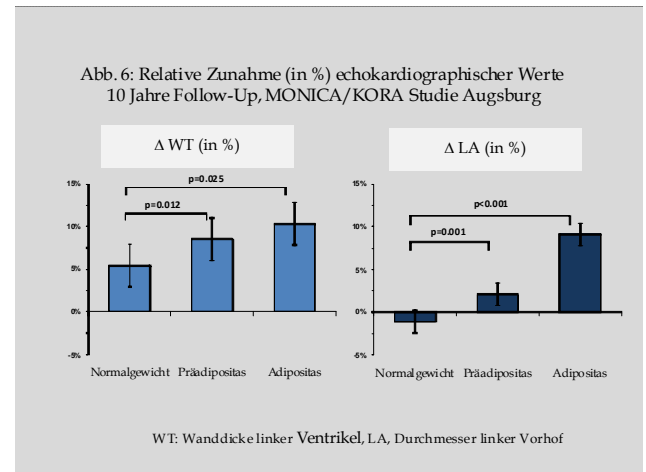 Abb. 6: Relative Zunahme (in %) echokardiographischer Werte
10 Jahre Follow-Up, MONICA/KORA Studie Augsburg
Δ WT (in %)
15%
10%
5%
0%
-5%
p=0.025
p=0.012
Normalgewicht Präadipositas Adipositas
Δ LA (in %)
15%
10%
5%
0%
-5%
p<0.001
p=0.001
Normalgewicht Präadipositas Adipositas
WT: Wanddicke linker Ventrikel, LA, Durchmesser linker Vorhof